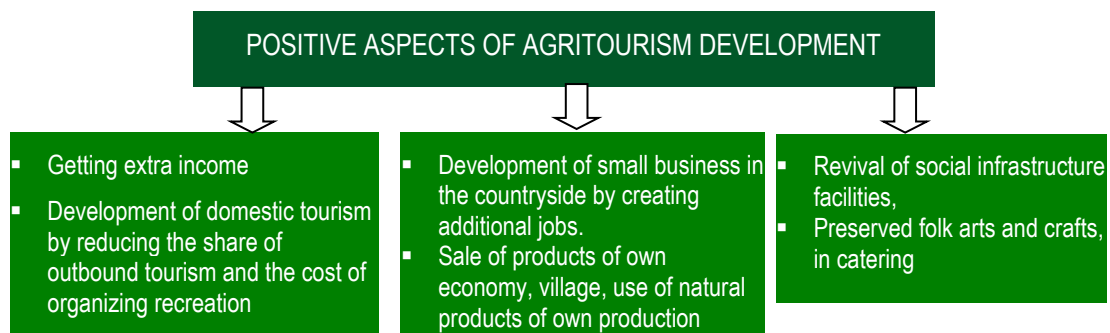 POSITIVE ASPECTS OF AGRITOURISM DEVELOPMENT
▪ Getting extra income
▪ Development of domestic tourism
by reducing the share of
outbound tourism and the cost of
organizing recreation
▪ Development of small business in
the countryside by creating
additional jobs.
▪ Sale of products of own
economy, village, use of natural
products of own production
▪ Revival of social infrastructure
facilities,
▪ Preserved folk arts and crafts,
in catering